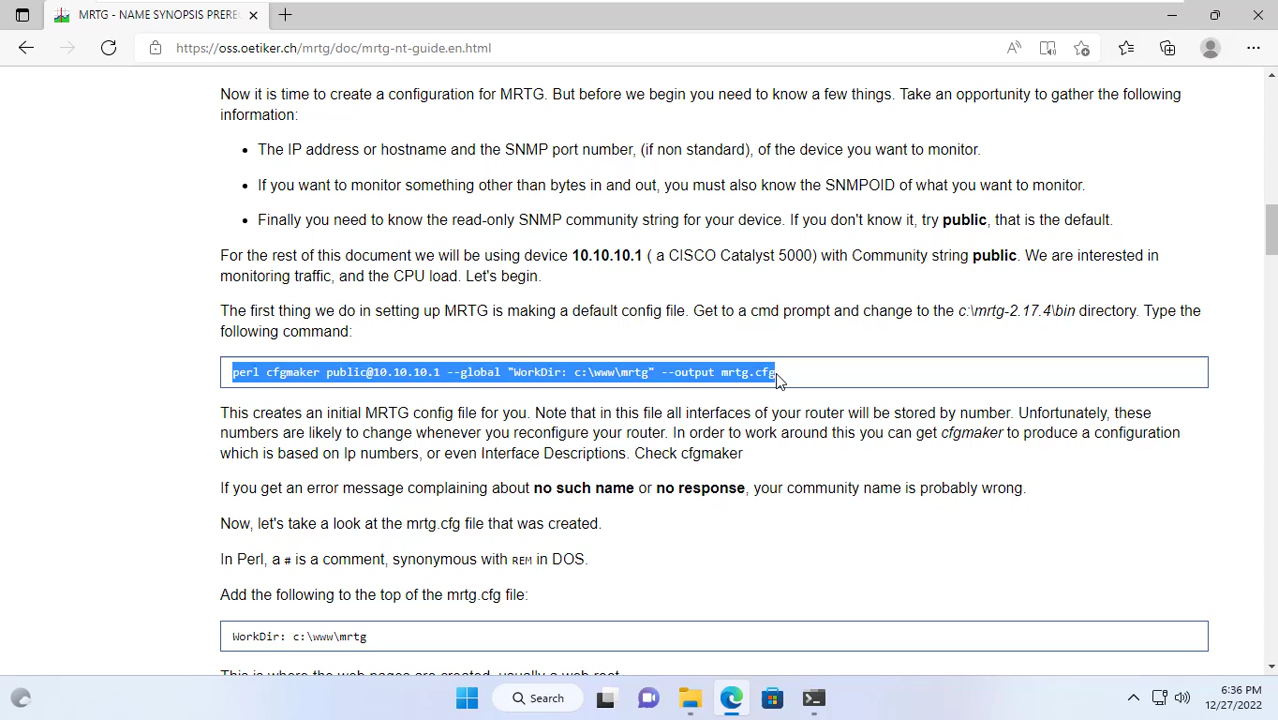 MRTG - NAME SYNOPSIS PRERE
https://oss.oetiker.ch/mrtg/doc/mrtg-nt-guide.en.html
Now it is time to create a configuration for MRTG. But before we begin you need to know a few things. Take an opportunity to gather the following
information:
• The IP address or hostname and the SNMP port number, (if non standard), of the device you want to monitor.
• If you want to monitor something other than bytes in and out, you must also know the SNMPOID of what you want to monitor.
• Finally you need to know the read-only SNMP community string for your device. If you don't know it, try public, that is the default.
For the rest of this document we will be using device 10.10.10.1 ( a CISCO Catalyst 5000) with Community string public. We are interested in
monitoring traffic, and the CPU load. Let's begin.
The first thing we do in setting up MRTG is making a default config file. Get to a cmd prompt and change to the c:\mrtg-2.17.4\bin directory. Type the
following command:
perl cfgmaker public@10.10.10.1 --global "WorkDir: c:\www\mrtg" --output mrtg.cfg
This creates an initial MRTG config file for you. Note that in this file all interfaces of your router will be stored by number. Unfortunately, these
numbers are likely to change whenever you reconfigure your router. In order to work around this you can get cfgmaker to produce a configuration
which is based on Ip numbers, or even Interface Descriptions. Check cfgmaker
If you get an error message complaining about no such name or no response, your community name is probably wrong.
Now, let's take a look at the mrtg.cfg file that was created.
In Perl, a # is a comment, synonymous with REM in DOS.
Add the following to the top of the mrtg.cfg file:
WorkDir: c:\www\mrtg
This is where the web pages are created, usually a web root.
Search
6:36 PM
12/27/2022